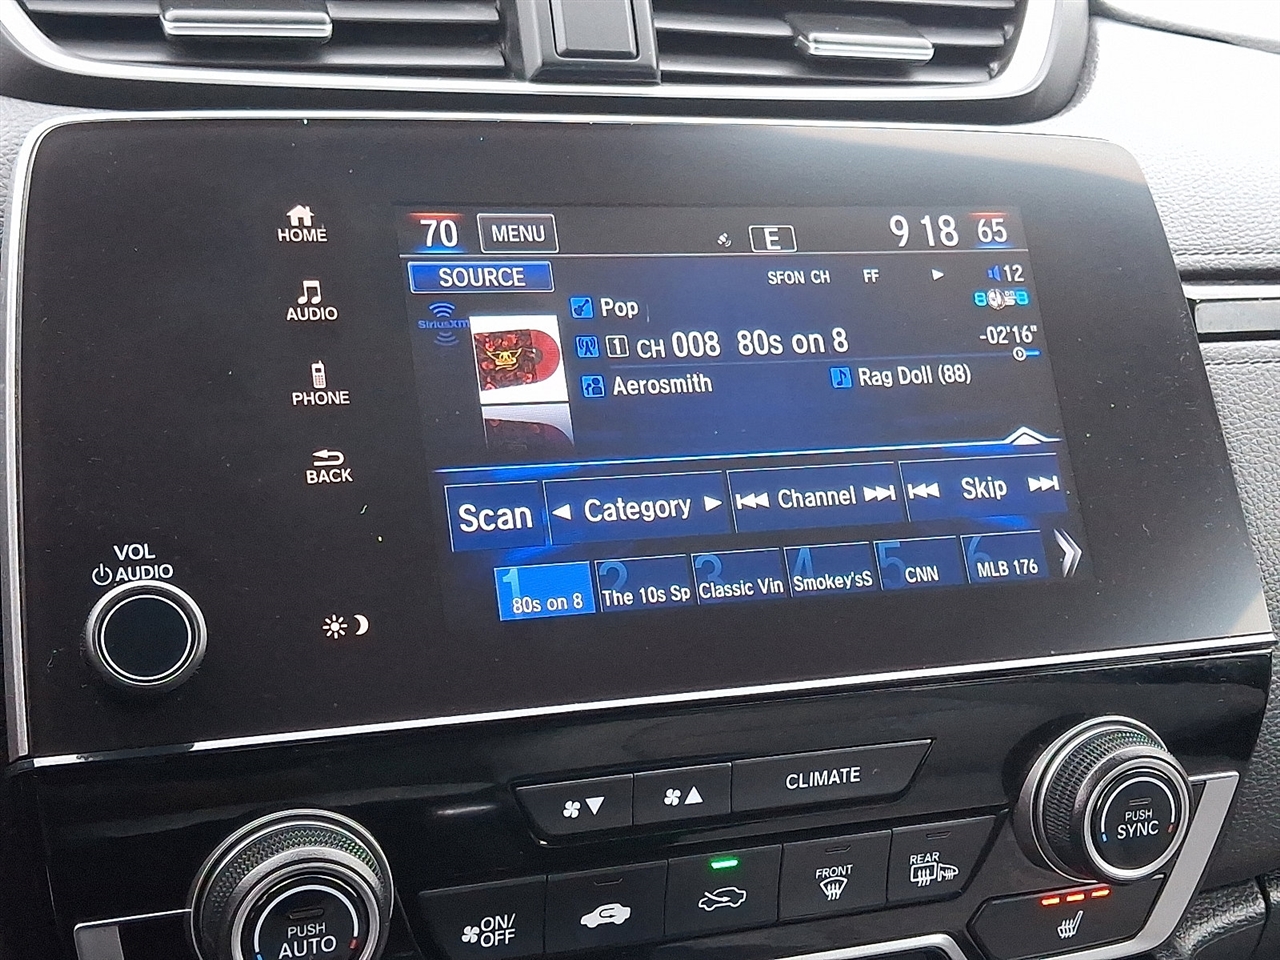 HOME
AUDIO
PHONE
BACK
VOL
AUDIO
70 MENU E 9 18 65
SOURCE
SFON CH FF 12
SiriusXM
Pop
1 CH 008 80s on 8 -02'16"
Aerosmith Rag Doll (88)
Scan Category Channel Skip
1 80s on 8
2 The 10s Sp
3 Classic Vin
4 Smokey'sS
5 CNN
6 MLB 176
CLIMATE
PUSH
AUTO
ON/
OFF
FRONT
REAR
PUSH
SYNC